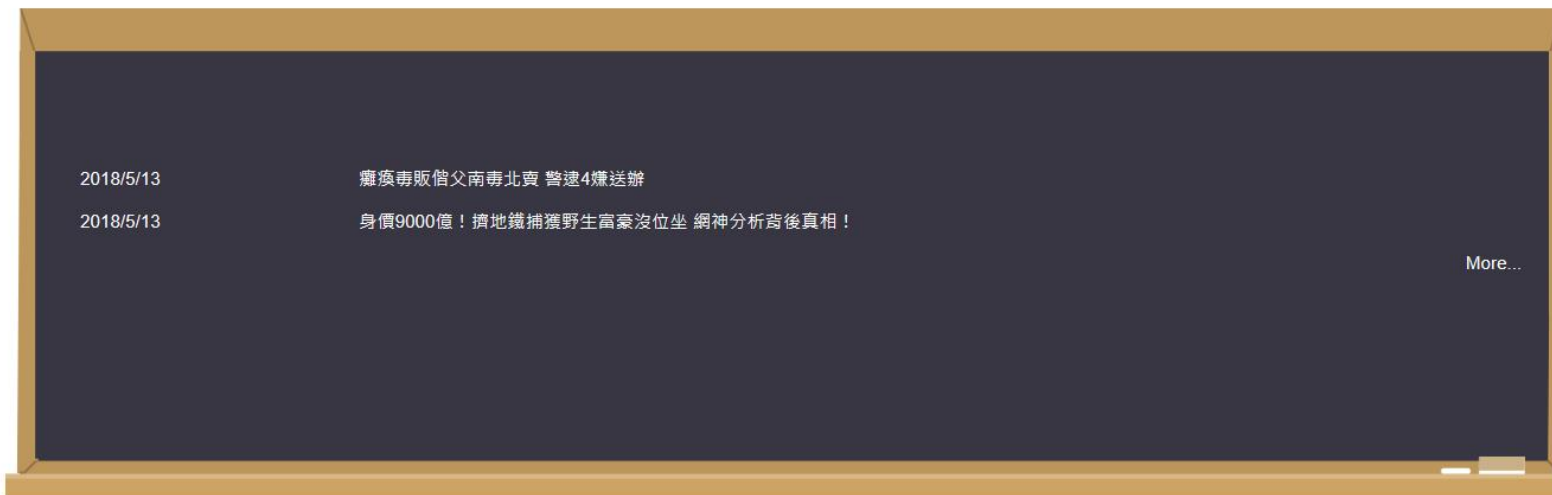 2018/5/13 癱瘓毒販偕父南毒北賣 警逮4嫌送辦
2018/5/13 身價9000億！擠地鐵捕獲野生富豪沒位坐 網神分析背後真相！
More...